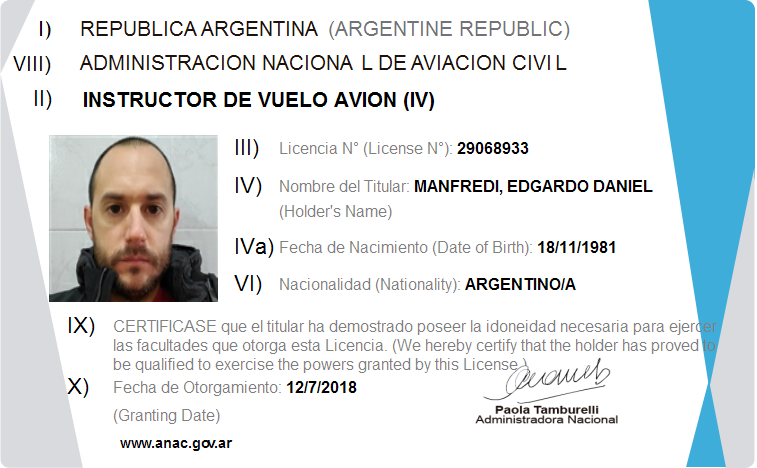 I) REPUBLICA ARGENTINA (ARGENTINE REPUBLIC)
VIII) ADMINISTRACION NACIONA L DE AVIACION CIVI L
II) INSTRUCTOR DE VUELO AVION (IV)
III) Licencia N° (License N°): 29068933
IV) Nombre del Titular: MANFREDI, EDGARDO DANIEL
(Holder's Name)
IVa) Fecha de Nacimiento (Date of Birth): 18/11/1981
VI) Nacionalidad (Nationality): ARGENTINO/A
IX) CERTIFICASE que el titular ha demostrado poseer la idoneidad necesaria para ejercer
las facultades que otorga esta Licencia. (We hereby certify that the holder has proved to
be qualified to exercise the powers granted by this License.)
X) Fecha de Otorgamiento: 12/7/2018
(Granting Date)
Paola Tamburelli
Administradora Nacional
www.anac.gov.ar